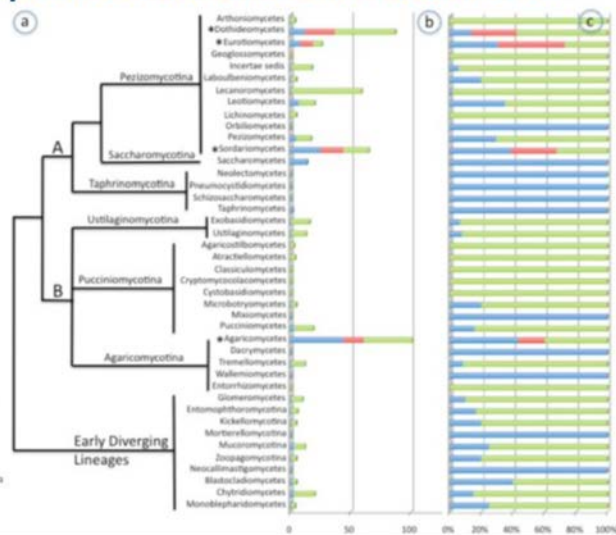 a
b
c
Arthoniomycetes
Dothideomycetes
Eurotiomycetes
Geoglossomycetes
Incertae sedis
Laboulbeniomycetes
Lecanoromycetes
Leotiomycetes
Lichinomycetes
Orbiliomycetes
Pezizomycetes
Sordariomycetes
Saccharomycetes
Neolectomycetes
Pneumocystidiomycetes
Schizosaccharomycetes
Taphrinomycetes
Exobasidiomycetes
Ustilaginomycetes
Agaricostilbomycetes
Atractiellomycetes
Classiculomycetes
Cryptomycocolacomycetes
Cystobasidiomycetes
Microbotryomycetes
Mixiomycetes
Pucciniomycetes
Agaricomycetes
Dacrymycetes
Tremellomycetes
Wallemiomycetes
Entorrhizomycetes
Glomeromycetes
Entomophthoromycotina
Kickellomycotina
Mortierellomycotina
Mucoromycotina
Zoopagomycotina
Neocallimastigomycetes
Blastocladiomycetes
Chytridiomycetes
Monoblepharidomycetes
Pezizomycotina
A
Saccharomycotina
Taphrinomycotina
Ustilaginomycotina
Pucciniomycotina
B
Agaricomycotina
Early Diverging
Lineages
0 50 100
0% 20% 40% 60% 80% 100%